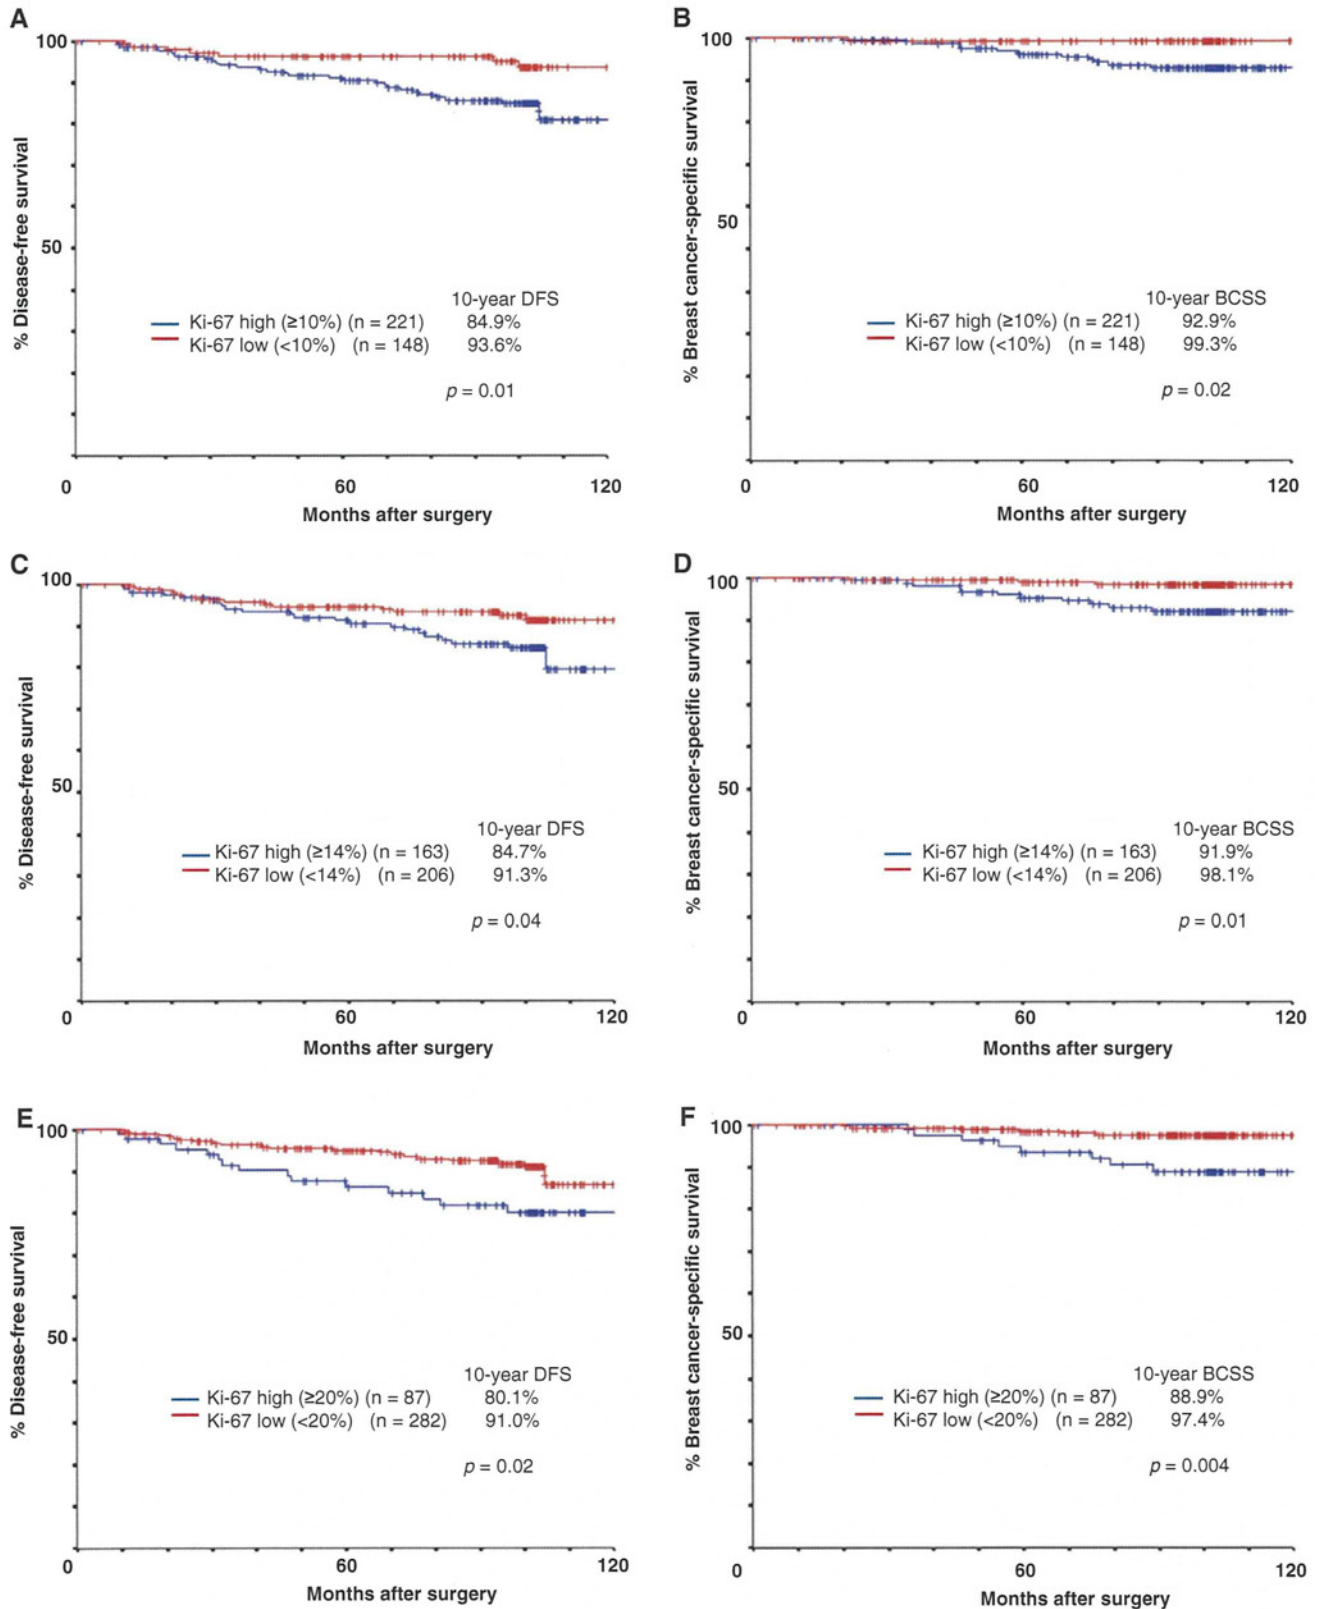 A
100
50
% Disease-free survival
10-year DFS
Ki-67 high (≥10%) (n = 221) 84.9%
Ki-67 low (<10%) (n = 148) 93.6%
p = 0.01
0 60 120
Months after surgery
B
100
50
% Breast cancer-specific survival
10-year BCSS
Ki-67 high (≥10%) (n = 221) 92.9%
Ki-67 low (<10%) (n = 148) 99.3%
p = 0.02
0 60 120
Months after surgery
C
100
50
% Disease-free survival
10-year DFS
Ki-67 high (≥14%) (n = 163) 84.7%
Ki-67 low (<14%) (n = 206) 91.3%
p = 0.04
0 60 120
Months after surgery
D
100
50
% Breast cancer-specific survival
10-year BCSS
Ki-67 high (≥14%) (n = 163) 91.9%
Ki-67 low (<14%) (n = 206) 98.1%
p = 0.01
0 60 120
Months after surgery
E
100
50
% Disease-free survival
10-year DFS
Ki-67 high (≥20%) (n = 87) 80.1%
Ki-67 low (<20%) (n = 282) 91.0%
p = 0.02
0 60 120
Months after surgery
F
100
50
% Breast cancer-specific survival
10-year BCSS
Ki-67 high (≥20%) (n = 87) 88.9%
Ki-67 low (<20%) (n = 282) 97.4%
p = 0.004
0 60 120
Months after surgery